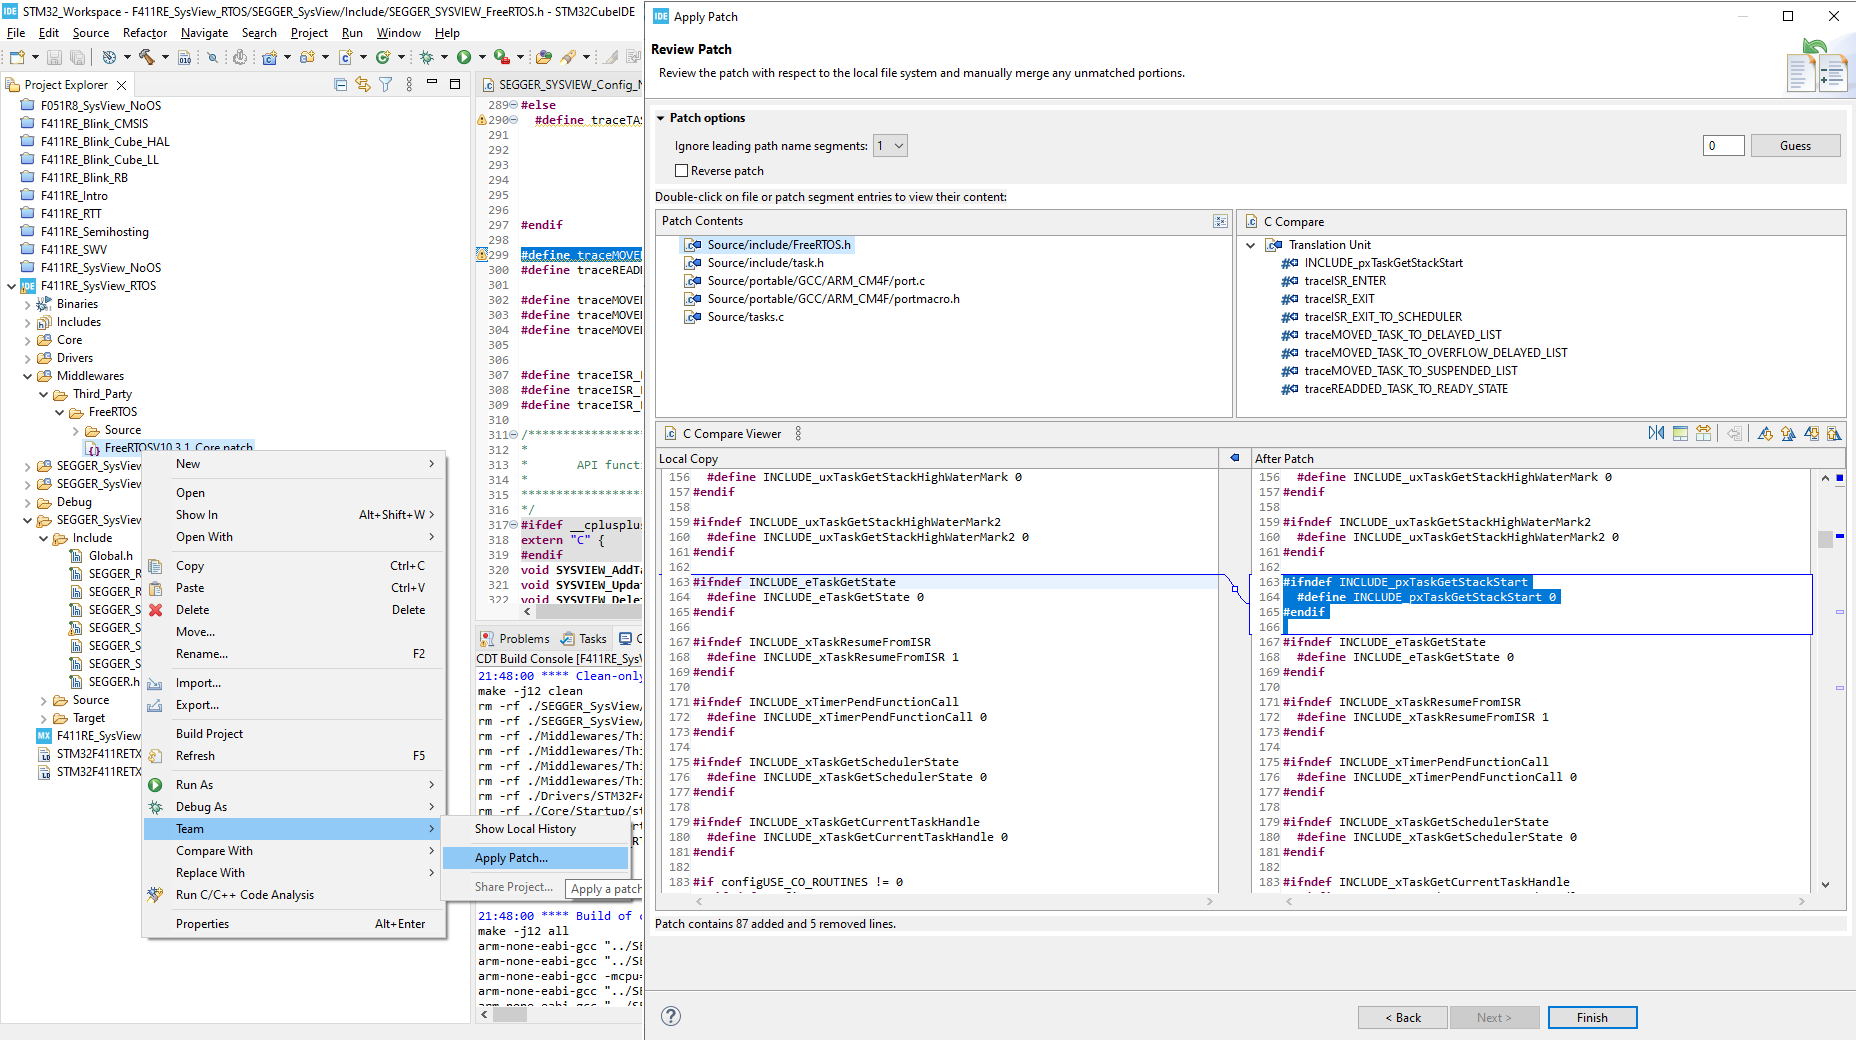 STM32_Workspace - F411RE_SysView_RTOS/SEGGER_SysView/Include/SEGGER_SYSVIEW_FreeRTOS.h - STM32CubeIDE
File Edit Source Refactor Navigate Search Project Run Window Help
Project Explorer
F051R8_SysView_NoOS
F411RE_Blink_CMSIS
F411RE_Blink_Cube_HAL
F411RE_Blink_Cube_LL
F411RE_Blink_RB
F411RE_Intro
F411RE_RTT
F411RE_Semihosting
F411RE_SWV
F411RE_SysView_NoOS
F411RE_SysView_RTOS
Binaries
Includes
Core
Drivers
Middlewares
Third_Party
FreeRTOS
Source
FreeRTOSV10.3.1_Core.patch
SEGGER_SysView
SEGGER_SysView
Debug
SEGGER_SysView
Include
Global.h
SEGGER_R
SEGGER_R
SEGGER_S
SEGGER_S
SEGGER_S
SEGGER_S
SEGGER.h
Source
Target
F411RE_SysView
STM32F411RETX
STM32F411RETX
New
Open
Show In Alt+Shift+W
Open With
Copy Ctrl+C
Paste Ctrl+V
Delete Delete
Move...
Rename... F2
Import...
Export...
Build Project
Refresh F5
Run As
Debug As
Team
Compare With
Replace With
Run C/C++ Code Analysis
Properties Alt+Enter
Show Local History
Apply Patch...
Share Project...
Apply a patch
SEGGER_SYSVIEW_Config_N
289 #else
290 #define traceTAS
291
292
293
294
295
296
297 #endif
298
299 #define traceMOVE
300 #define traceREAD
301
302 #define traceMOVE
303 #define traceMOVE
304 #define traceMOVE
305
306
307 #define traceISR_
308 #define traceISR_
309 #define traceISR_
310
311 /*****************
312 *
313 * API funct
314 *
315 *****************
316 */
317 #ifdef __cplusplus
318 extern "C" {
319 #endif
320 void SYSVIEW_AddTa
321 void SYSVIEW_Updat
322 void SYSVIEW_Delet
Problems Tasks C
CDT Build Console [F411RE_SysV
21:48:00 **** Clean-only
make -j12 clean
rm -rf ./SEGGER_SysView/
rm -rf ./SEGGER_SysView/
rm -rf ./Middlewares/Thi
rm -rf ./Middlewares/Thi
rm -rf ./Middlewares/Thi
rm -rf ./Middlewares/Thi
rm -rf ./Drivers/STM32F4
rm -rf ./Core/Startup/st
21:48:00 **** Build of c
make -j12 all
arm-none-eabi-gcc "../SE
arm-none-eabi-gcc "../SE
arm-none-eabi-gcc -mcpu=
arm-none-eabi-gcc "../SE
arm-none-eabi-gcc "../SE
Apply Patch
Review Patch
Review the patch with respect to the local file system and manually merge any unmatched portions.
Patch options
Ignore leading path name segments: 1 0 Guess
Reverse patch
Double-click on file or patch segment entries to view their content:
Patch Contents
Source/include/FreeRTOS.h
Source/include/task.h
Source/portable/GCC/ARM_CM4F/port.c
Source/portable/GCC/ARM_CM4F/portmacro.h
Source/tasks.c
C Compare
Translation Unit
INCLUDE_pxTaskGetStackStart
traceISR_ENTER
traceISR_EXIT
traceISR_EXIT_TO_SCHEDULER
traceMOVED_TASK_TO_DELAYED_LIST
traceMOVED_TASK_TO_OVERFLOW_DELAYED_LIST
traceMOVED_TASK_TO_SUSPENDED_LIST
traceREADDED_TASK_TO_READY_STATE
C Compare Viewer
Local Copy
156 #define INCLUDE_uxTaskGetStackHighWaterMark 0
157 #endif
158
159 #ifndef INCLUDE_uxTaskGetStackHighWaterMark2
160 #define INCLUDE_uxTaskGetStackHighWaterMark2 0
161 #endif
162
163 #ifndef INCLUDE_eTaskGetState
164 #define INCLUDE_eTaskGetState 0
165 #endif
166
167 #ifndef INCLUDE_xTaskResumeFromISR
168 #define INCLUDE_xTaskResumeFromISR 1
169 #endif
170
171 #ifndef INCLUDE_xTimerPendFunctionCall
172 #define INCLUDE_xTimerPendFunctionCall 0
173 #endif
174
175 #ifndef INCLUDE_xTaskGetSchedulerState
176 #define INCLUDE_xTaskGetSchedulerState 0
177 #endif
178
179 #ifndef INCLUDE_xTaskGetCurrentTaskHandle
180 #define INCLUDE_xTaskGetCurrentTaskHandle 0
181 #endif
182
183 #if configUSE_CO_ROUTINES != 0
After Patch
156 #define INCLUDE_uxTaskGetStackHighWaterMark 0
157 #endif
158
159 #ifndef INCLUDE_uxTaskGetStackHighWaterMark2
160 #define INCLUDE_uxTaskGetStackHighWaterMark2 0
161 #endif
162
163 #ifndef INCLUDE_pxTaskGetStackStart
164 #define INCLUDE_pxTaskGetStackStart 0
165 #endif
166
167 #ifndef INCLUDE_eTaskGetState
168 #define INCLUDE_eTaskGetState 0
169 #endif
170
171 #ifndef INCLUDE_xTaskResumeFromISR
172 #define INCLUDE_xTaskResumeFromISR 1
173 #endif
174
175 #ifndef INCLUDE_xTimerPendFunctionCall
176 #define INCLUDE_xTimerPendFunctionCall 0
177 #endif
178
179 #ifndef INCLUDE_xTaskGetSchedulerState
180 #define INCLUDE_xTaskGetSchedulerState 0
181 #endif
182
183 #ifndef INCLUDE_xTaskGetCurrentTaskHandle
Patch contains 87 added and 5 removed lines.
< Back Next > Finish